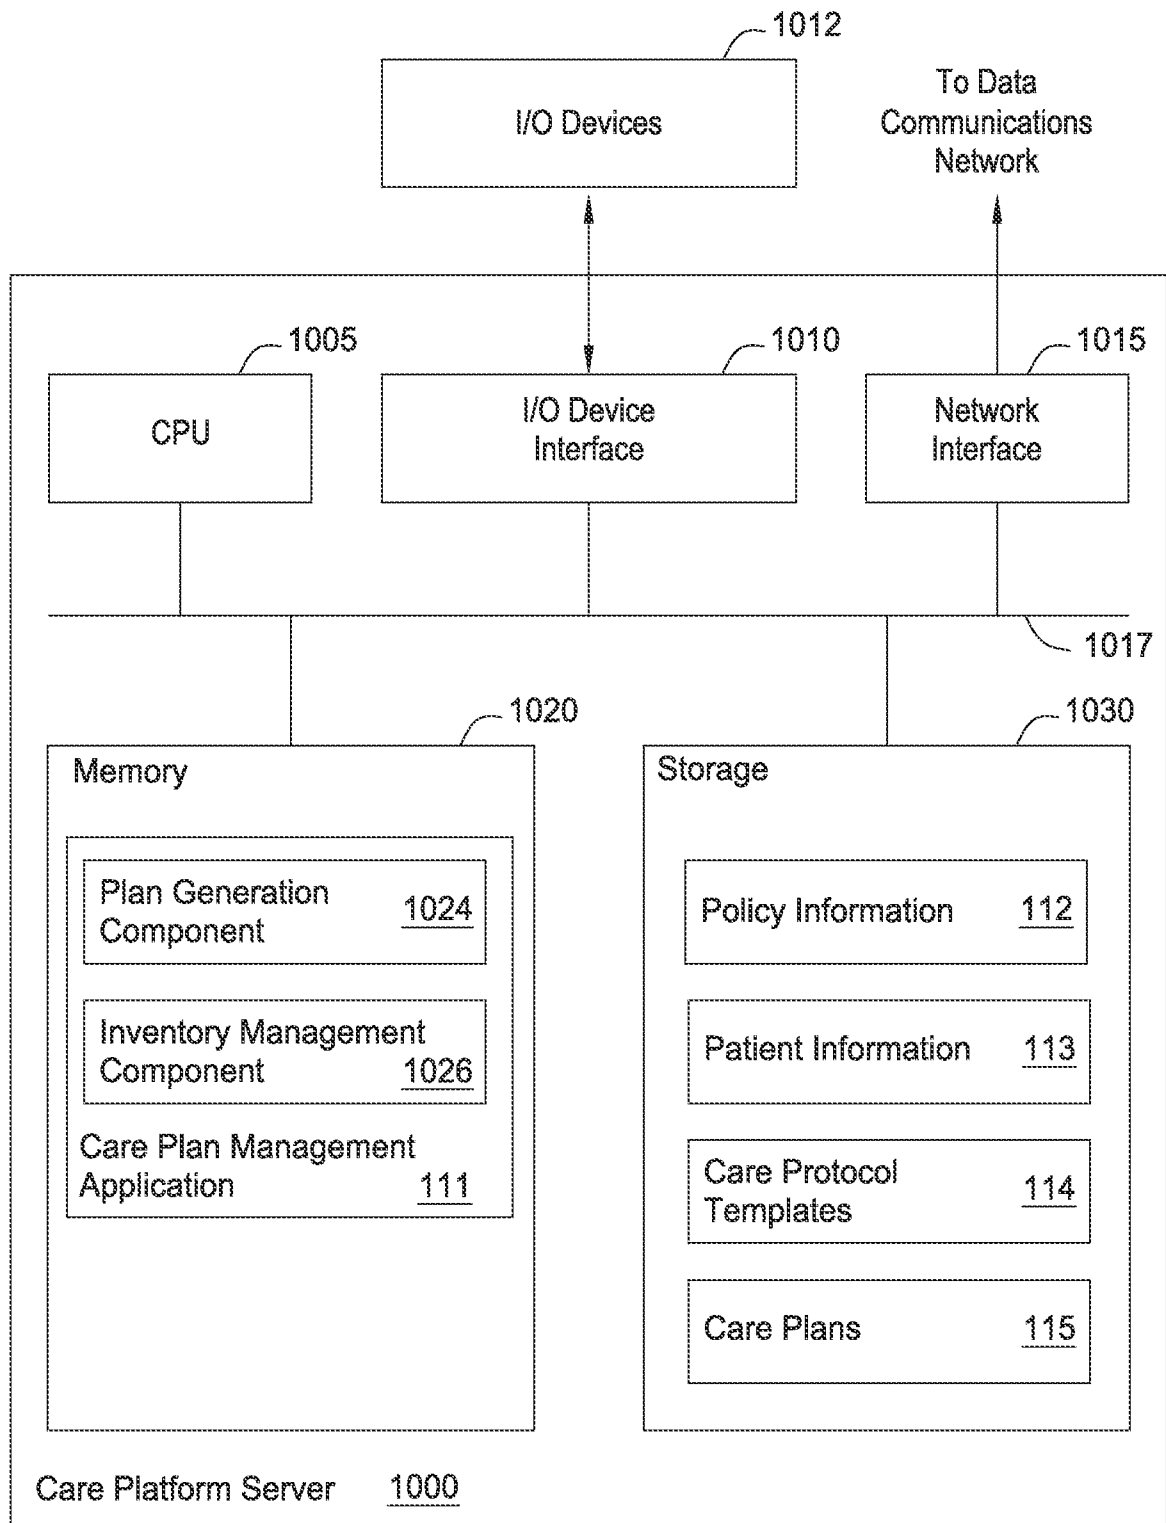 1012
I/O Devices
To Data
Communications
Network
1005
1010
1015
CPU
I/O Device
Interface
Network
Interface
1017
1020
1030
Memory
Storage
Plan Generation
Component 1024
Inventory Management
Component 1026
Care Plan Management
Application 111
Policy Information 112
Patient Information 113
Care Protocol
Templates 114
Care Plans 115
Care Platform Server 1000